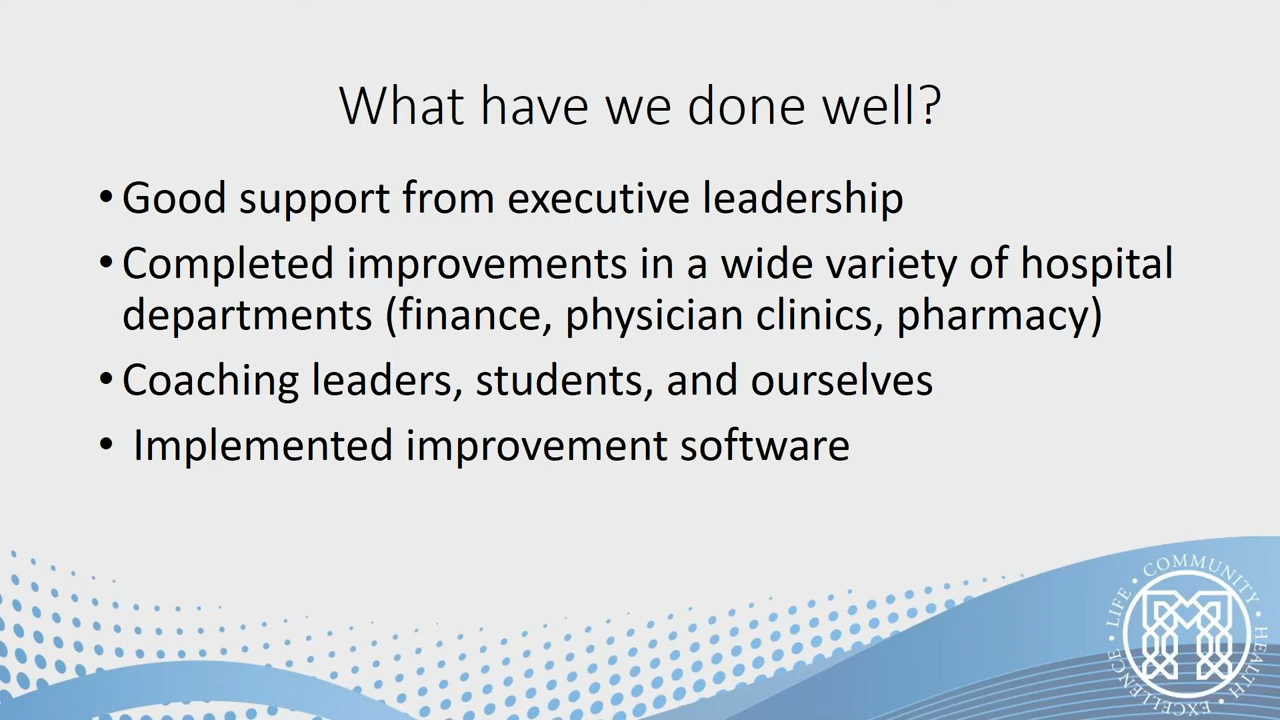 What have we done well?
• Good support from executive leadership
• Completed improvements in a wide variety of hospital
departments (finance, physician clinics, pharmacy)
• Coaching leaders, students, and ourselves
• Implemented improvement software
EXCELLENCE • LIFE • COMMUNITY • HEALTH •